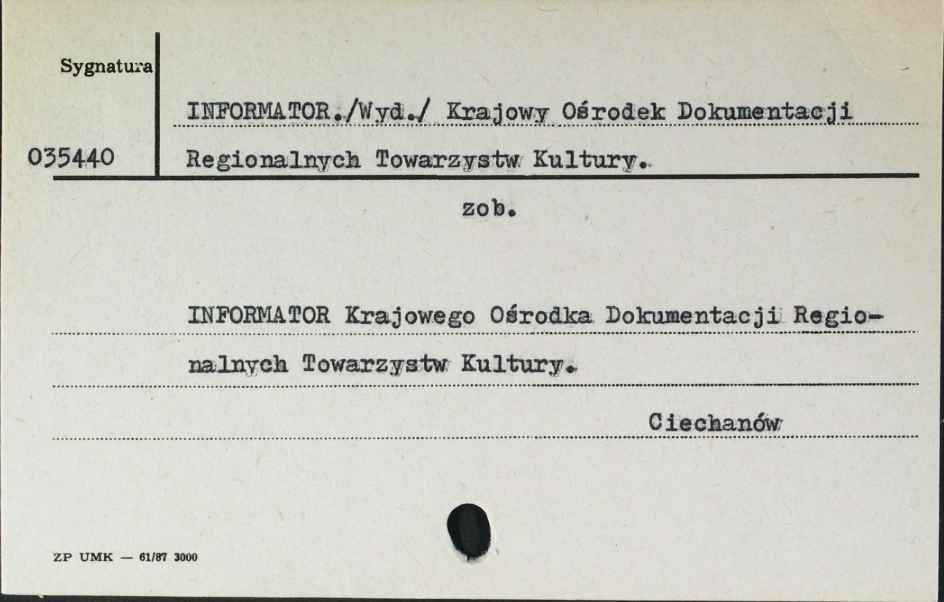 Sygnatura
INFORMATOR./Wyd./ Krajowy Ośrodek Dokumentacji
035440 Regionalnych Towarzystw Kultury.
zob.
INFORMATOR Krajowego Ośrodka Dokumentacji Regio-
nalnych Towarzystw Kultury.
Ciechanów
ZP UMK — 61/87 3000